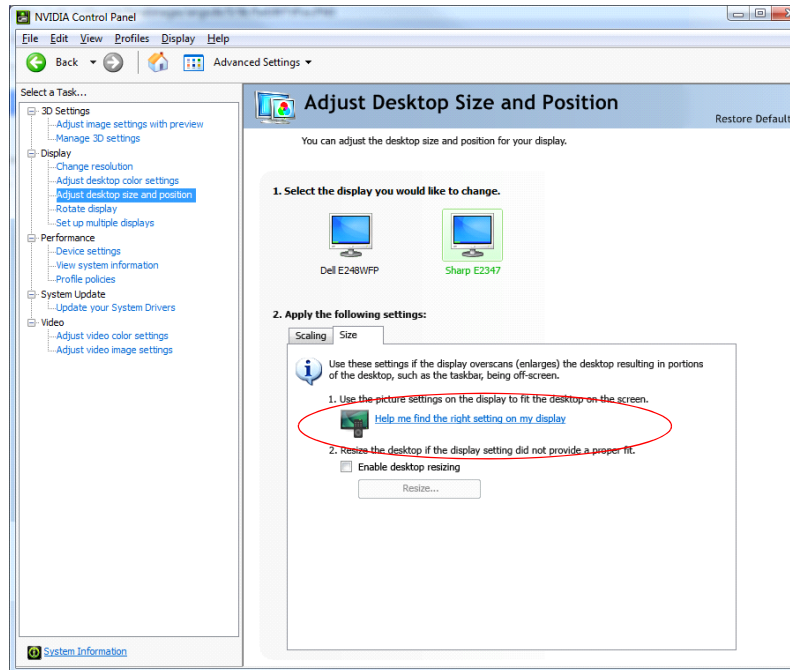 NVIDIA Control Panel
File Edit View Profiles Display Help
Back Advanced Settings
Select a Task...
3D Settings
Adjust image settings with preview
Manage 3D settings
Display
Change resolution
Adjust desktop color settings
Adjust desktop size and position
Rotate display
Set up multiple displays
Performance
Device settings
View system information
Profile policies
System Update
Update your System Drivers
Video
Adjust video color settings
Adjust video image settings
System Information
Adjust Desktop Size and Position
Restore Default
You can adjust the desktop size and position for your display.
1. Select the display you would like to change.
Dell E248WFP Sharp E2347
2. Apply the following settings:
Scaling Size
Use these settings if the display overscans (enlarges) the desktop resulting in portions
of the desktop, such as the taskbar, being off-screen.
1. Use the picture settings on the display to fit the desktop on the screen.
Help me find the right setting on my display
2. Resize the desktop if the display setting did not provide a proper fit.
Enable desktop resizing
Resize...